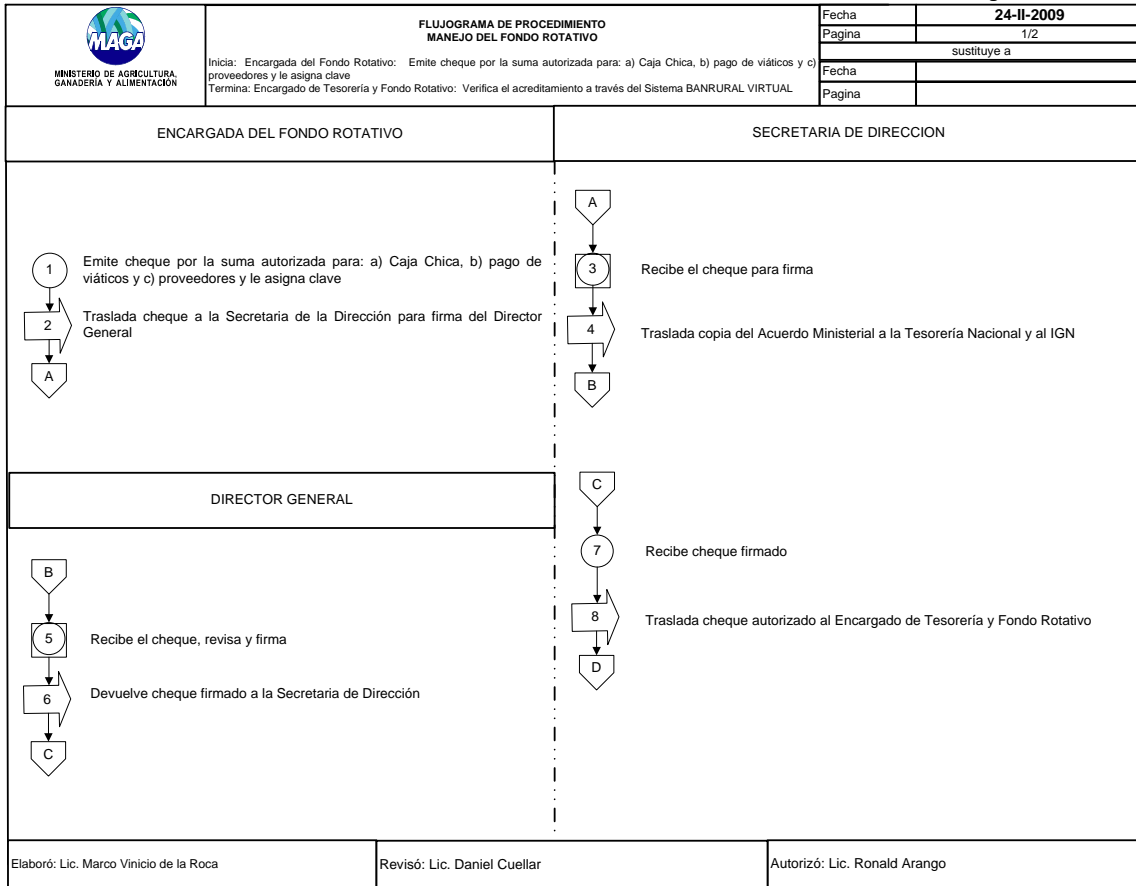 MAGA
MINISTERIO DE AGRICULTURA,
GANADERÍA Y ALIMENTACIÓN
FLUJOGRAMA DE PROCEDIMIENTO
MANEJO DEL FONDO ROTATIVO
Inicia: Encargada del Fondo Rotativo: Emite cheque por la suma autorizada para: a) Caja Chica, b) pago de viáticos y c)
proveedores y le asigna clave
Termina: Encargado de Tesorería y Fondo Rotativo: Verifica el acreditamiento a través del Sistema BANRURAL VIRTUAL
Fecha 24-II-2009
Pagina 1/2
sustituye a
Fecha
Pagina
ENCARGADA DEL FONDO ROTATIVO
1
Emite cheque por la suma autorizada para: a) Caja Chica, b) pago de
viáticos y c) proveedores y le asigna clave
2
Traslada cheque a la Secretaria de la Dirección para firma del Director
General
A
SECRETARIA DE DIRECCION
A
3
Recibe el cheque para firma
4
Traslada copia del Acuerdo Ministerial a la Tesorería Nacional y al IGN
B
DIRECTOR GENERAL
B
5
Recibe el cheque, revisa y firma
6
Devuelve cheque firmado a la Secretaria de Dirección
C
C
7
Recibe cheque firmado
8
Traslada cheque autorizado al Encargado de Tesorería y Fondo Rotativo
D
Elaboró: Lic. Marco Vinicio de la Roca
Revisó: Lic. Daniel Cuellar
Autorizó: Lic. Ronald Arango